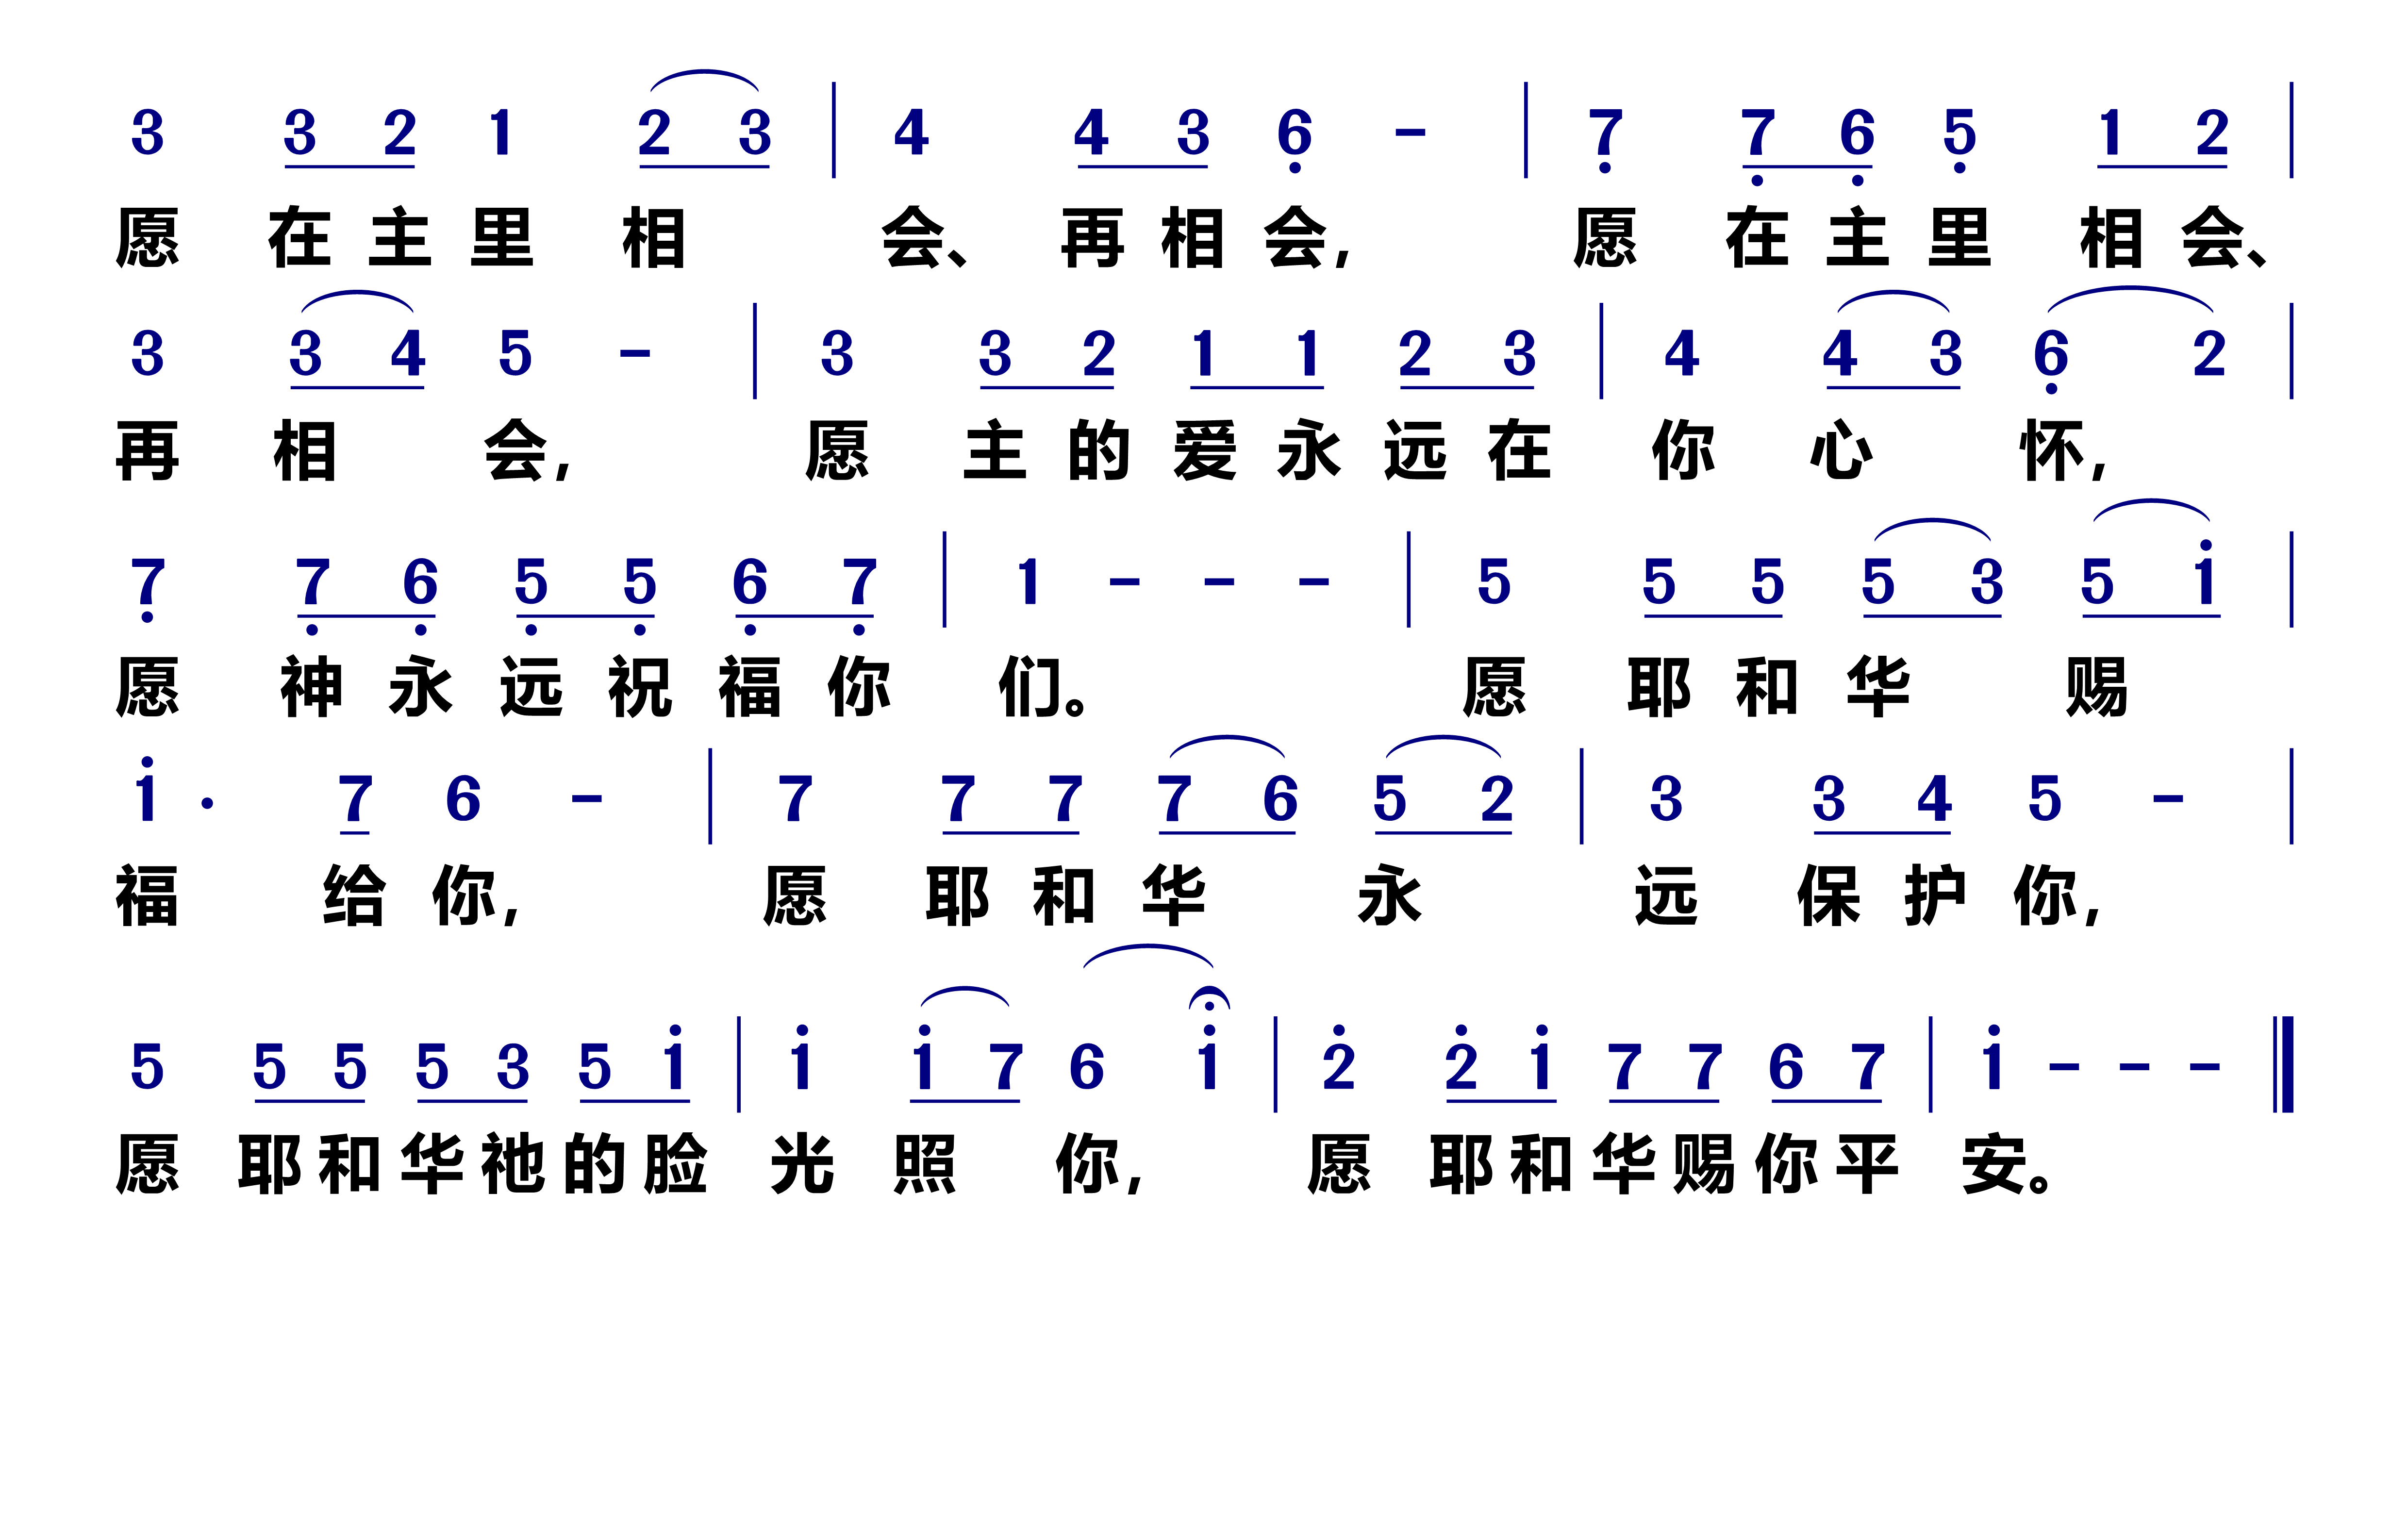 3 3 2 1 2 3 | 4 4 3 6̣ - | 7̣ 7̣ 6̣ 5̣ 1 2 |
愿 在 主 里 相 会、 再 相 会, 愿 在 主 里 相 会、
3 3 4 5 - | 3 3 2 1 1 2 3 | 4 4 3 6̣ 2 |
再 相 会, 愿 主 的 爱 永 远 在 你 心 怀,
7̣ 7̣ 6̣ 5̣ 5̣ 6̣ 7̣ | 1 - - - | 5 5 5 5 3 5 1̇ |
愿 神 永 远 祝 福 你 们。 愿 耶 和 华 赐
1̇ · 7 6 - | 7 7 7 7 6 5 2 | 3 3 4 5 - |
福 给 你, 愿 耶 和 华 永 远 保 护 你,
5 5 5 5 3 5 1̇ | 1̇ 1̇ 7 6 1̇ | 2̇ 2̇ 1̇ 7 7 6 7 | 1̇ - - - ‖
愿 耶 和 华 祂 的 脸 光 照 你, 愿 耶 和 华 赐 你 平 安。